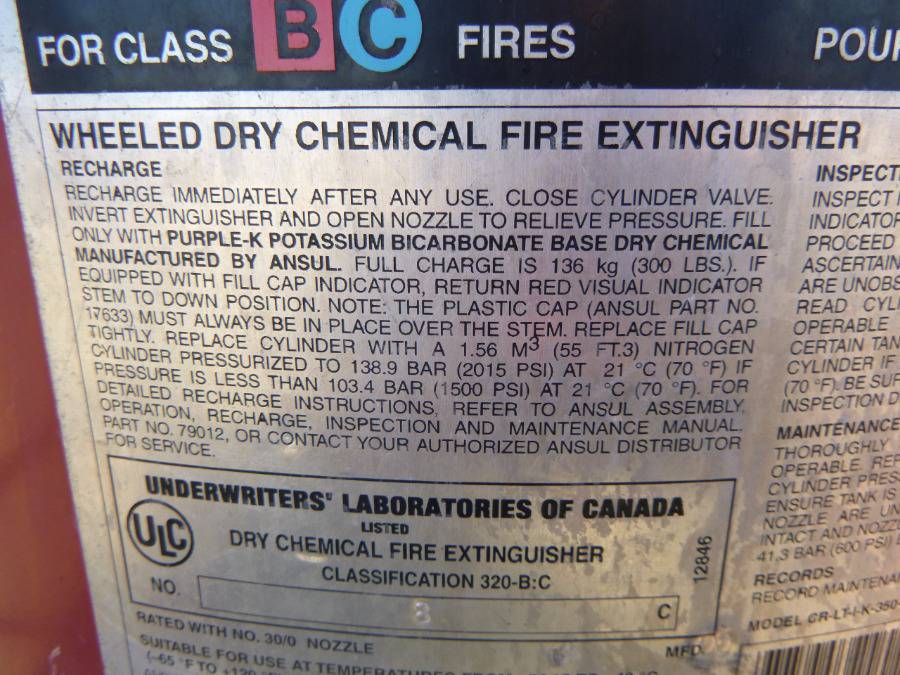 FOR CLASS B C FIRES
WHEELED DRY CHEMICAL FIRE EXTINGUISHER
RECHARGE
RECHARGE IMMEDIATELY AFTER ANY USE. CLOSE CYLINDER VALVE.
INVERT EXTINGUISHER AND OPEN NOZZLE TO RELIEVE PRESSURE. FILL
ONLY WITH PURPLE-K POTASSIUM BICARBONATE BASE DRY CHEMICAL
MANUFACTURED BY ANSUL. FULL CHARGE IS 136 kg (300 LBS.). IF
EQUIPPED WITH FILL CAP INDICATOR, RETURN RED VISUAL INDICATOR
STEM TO DOWN POSITION. NOTE: THE PLASTIC CAP (ANSUL PART NO.
17633) MUST ALWAYS BE IN PLACE OVER THE STEM. REPLACE FILL CAP
TIGHTLY. REPLACE CYLINDER WITH A 1.56 M³ (55 FT.3) NITROGEN
CYLINDER PRESSURIZED TO 138.9 BAR (2015 PSI) AT 21 °C (70 °F) IF
PRESSURE IS LESS THAN 103.4 BAR (1500 PSI) AT 21 °C (70 °F). FOR
DETAILED RECHARGE INSTRUCTIONS, REFER TO ANSUL ASSEMBLY,
OPERATION, RECHARGE, INSPECTION AND MAINTENANCE MANUAL,
PART NO. 79012, OR CONTACT YOUR AUTHORIZED ANSUL DISTRIBUTOR
FOR SERVICE.
UNDERWRITERS' LABORATORIES OF CANADA
LISTED
ULC
DRY CHEMICAL FIRE EXTINGUISHER
CLASSIFICATION 320-B:C
12846
NO. 8 C
RATED WITH NO. 30/0 NOZZLE
MFD.
SUITABLE FOR USE AT TEMPERATURES
(-65 °F TO +120
INSPECT
INDICATOR
PROCEED
ASCERTAIN
ARE UNOBS
READ CYLI
OPERABLE
CERTAIN TAN
CYLINDER IF
(70 °F). BE SUR
INSPECTION D
MAINTENANCE
THOROUGHLY
OPERABLE. REP
CYLINDER PRESS
ENSURE TANK IS
NOZZLE ARE UN
INTACT AND NOZZ
41,3 BAR (600 PSI)
RECORDS
RECORD MAINTENA
MODEL CR-LT-I-K-350-